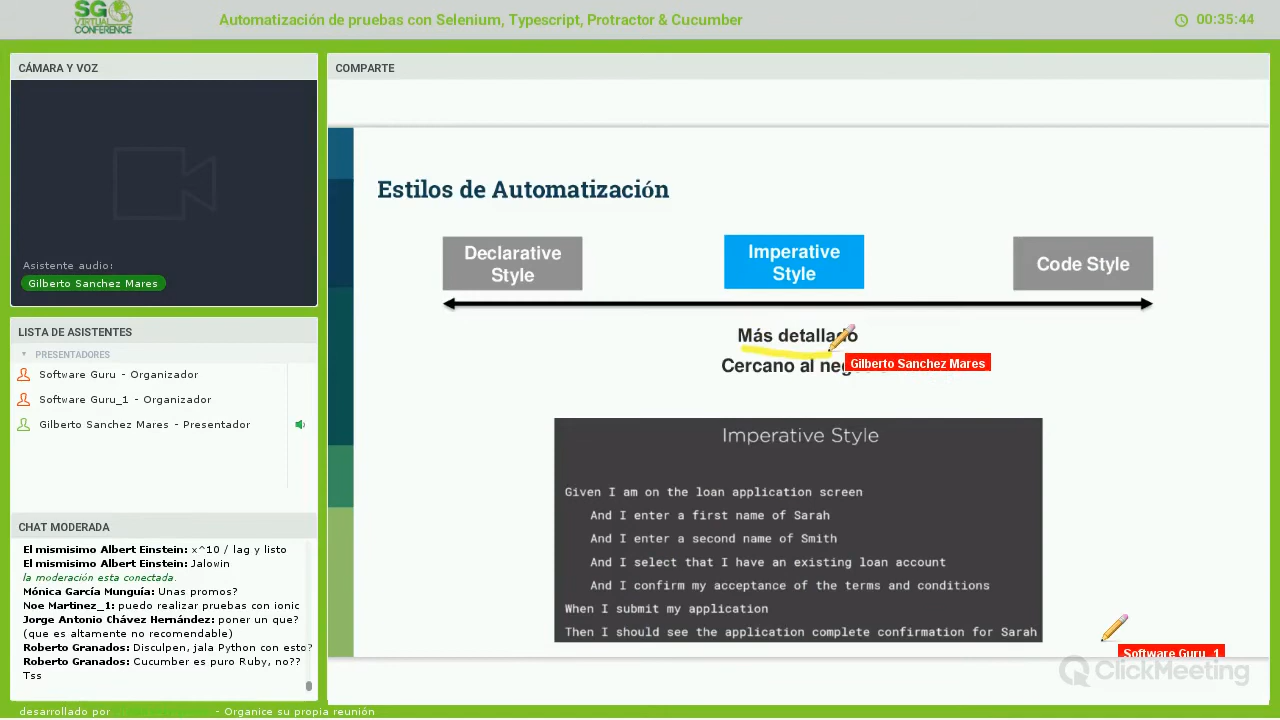 SG
VIRTUAL
CONFERENCE
Automatización de pruebas con Selenium, Typescript, Protractor & Cucumber
00:35:44
CÁMARA Y VOZ
Asistente audio:
Gilberto Sanchez Mares
LISTA DE ASISTENTES
PRESENTADORES
Software Guru - Organizador
Software Guru_1 - Organizador
Gilberto Sanchez Mares - Presentador
CHAT MODERADA
El mismisimo Albert Einstein: x^10 / lag y listo
El mismisimo Albert Einstein: Jalowin
la moderación esta conectada.
Mónica García Munguía: Unas promos?
Noe Martinez_1: puedo realizar pruebas con ionic
Jorge Antonio Chávez Hernández: poner un que?
(que es altamente no recomendable)
Roberto Granados: Disculpen, jala Python con esto?
Roberto Granados: Cucumber es puro Ruby, no??
Tss
COMPARTE
Estilos de Automatización
Declarative
Style
Imperative
Style
Code Style
Más detallado
Cercano al neg
Gilberto Sanchez Mares
Imperative Style
Given I am on the loan application screen
And I enter a first name of Sarah
And I enter a second name of Smith
And I select that I have an existing loan account
And I confirm my acceptance of the terms and conditions
When I submit my application
Then I should see the application complete confirmation for Sarah
Software Guru_1
ClickMeeting
desarrollado por - Organice su propia reunión